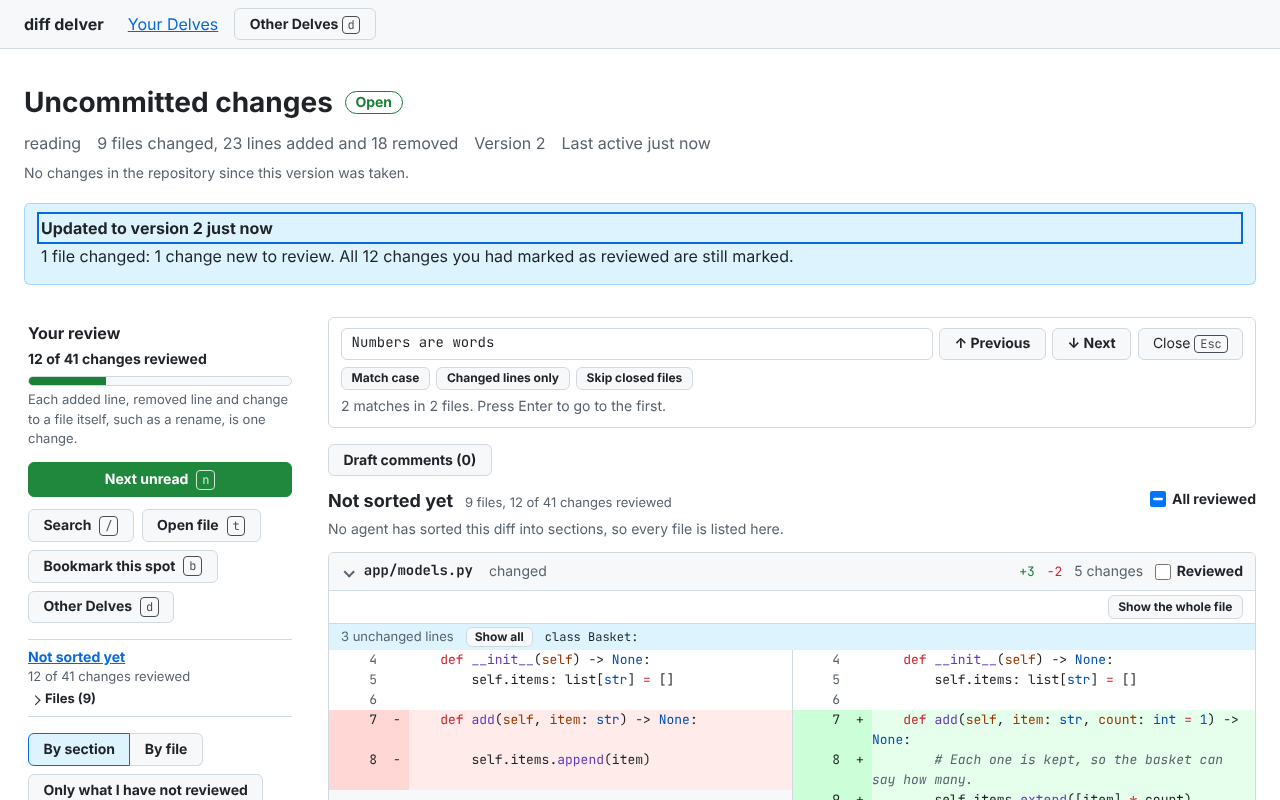 diff delver Your Delves Other Delves d
Uncommitted changes Open
reading 9 files changed, 23 lines added and 18 removed Version 2 Last active just now
No changes in the repository since this version was taken.
Updated to version 2 just now
1 file changed: 1 change new to review. All 12 changes you had marked as reviewed are still marked.
Your review
12 of 41 changes reviewed
Each added line, removed line and change
to a file itself, such as a rename, is one
change.
Next unread n
Search / Open file t
Bookmark this spot b
Other Delves d
Not sorted yet
12 of 41 changes reviewed
Files (9)
By section By file
Only what I have not reviewed
Numbers are words ↑ Previous ↓ Next Close Esc
Match case Changed lines only Skip closed files
2 matches in 2 files. Press Enter to go to the first.
Draft comments (0)
Not sorted yet 9 files, 12 of 41 changes reviewed All reviewed
No agent has sorted this diff into sections, so every file is listed here.
app/models.py changed +3 -2 5 changes Reviewed
Show the whole file
3 unchanged lines Show all class Basket:
4 def __init__(self) -> None: 4 def __init__(self) -> None:
5 self.items: list[str] = [] 5 self.items: list[str] = []
6 6
7 - def add(self, item: str) -> None: 7 + def add(self, item: str, count: int = 1) ->
None:
8 - self.items.append(item) 8 + # Each one is kept, so the basket can
say how many.
9 + self.items.extend([item] * count)